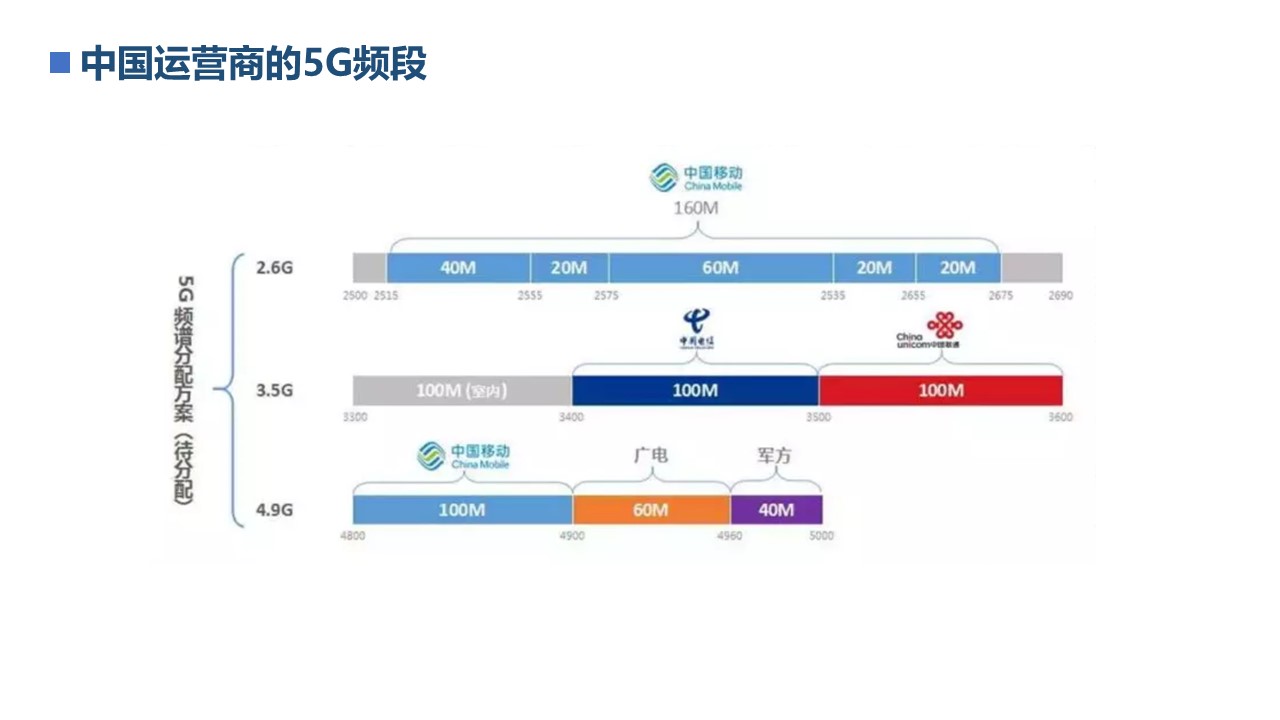 中国运营商的5G频段
中国移动
China Mobile
160M
5G 频谱分配方案（待分配）
2.6G
40M 20M 60M 20M 20M
2500 2515 2555 2575 2535 2655 2675 2690
中国电信
China
unicom中国联通
3.5G
100M (室内) 100M 100M
3300 3400 3500 3600
中国移动
China Mobile
广电
军方
4.9G
100M 60M 40M
4800 4900 4960 5000